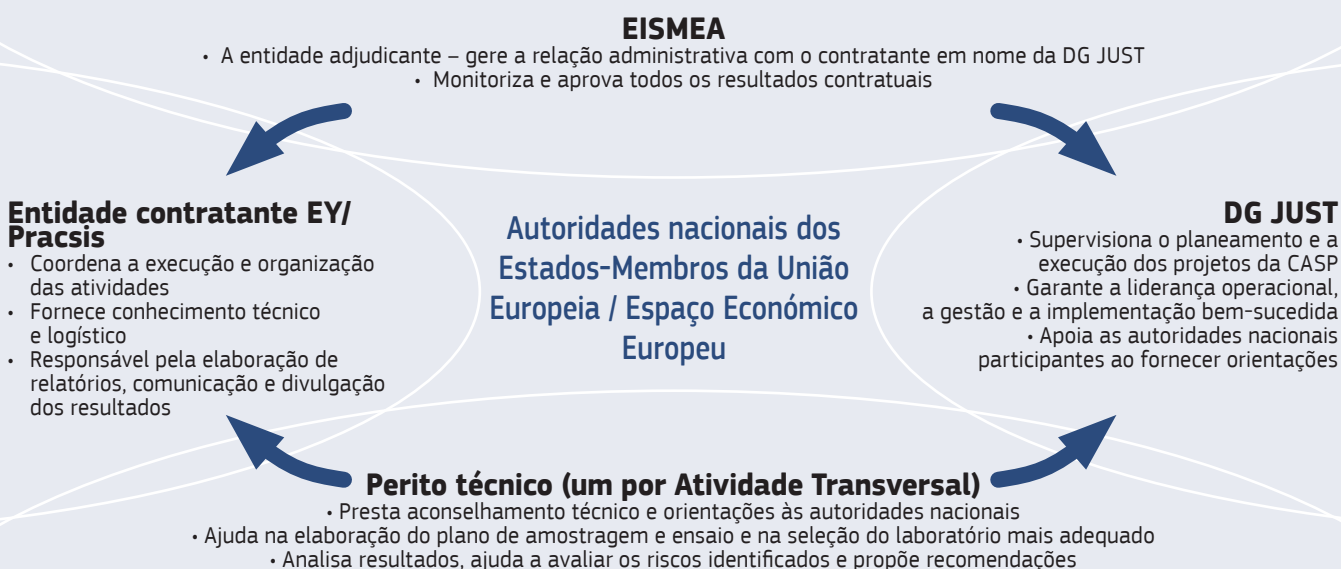 EISMEA
• A entidade adjudicante – gere a relação administrativa com o contratante em nome da DG JUST
• Monitoriza e aprova todos os resultados contratuais
Entidade contratante EY/
Pracsis
• Coordena a execução e organização
das atividades
• Fornece conhecimento técnico
e logístico
• Responsável pela elaboração de
relatórios, comunicação e divulgação
dos resultados
Autoridades nacionais dos
Estados-Membros da União
Europeia / Espaço Económico
Europeu
DG JUST
• Supervisiona o planeamento e a
execução dos projetos da CASP
• Garante a liderança operacional,
a gestão e a implementação bem-sucedida
• Apoia as autoridades nacionais
participantes ao fornecer orientações
Perito técnico (um por Atividade Transversal)
• Presta aconselhamento técnico e orientações às autoridades nacionais
• Ajuda na elaboração do plano de amostragem e ensaio e na seleção do laboratório mais adequado
• Analisa resultados, ajuda a avaliar os riscos identificados e propõe recomendações